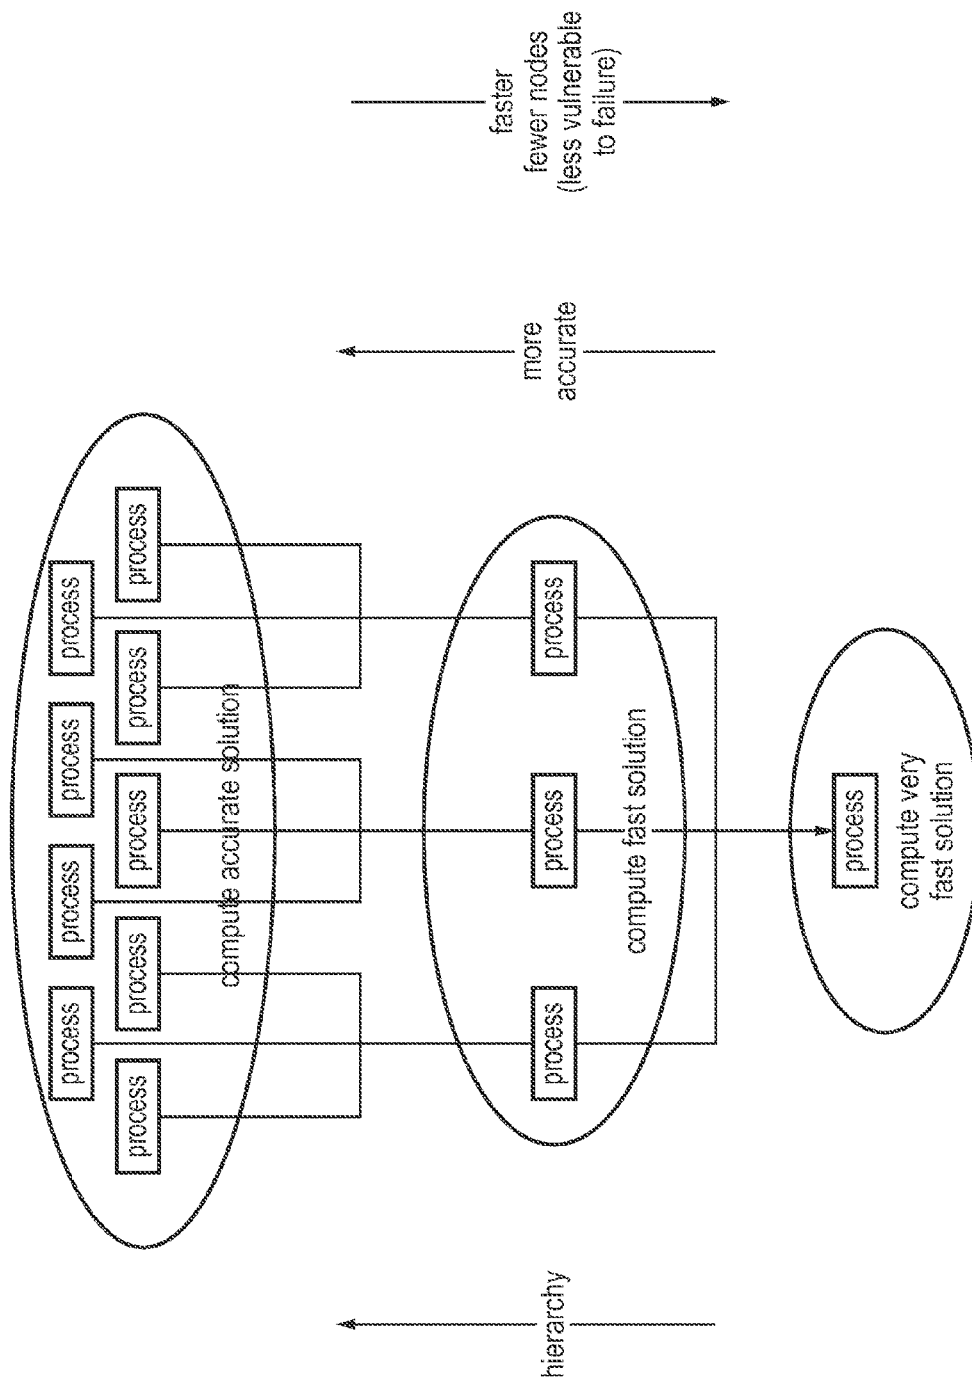 process
process
process
process
process
process
process
process
process
compute accurate solution
hierarchy
process
process
process
compute fast solution
more
accurate
faster
fewer nodes
(less vulnerable
to failure)
process
compute very
fast solution